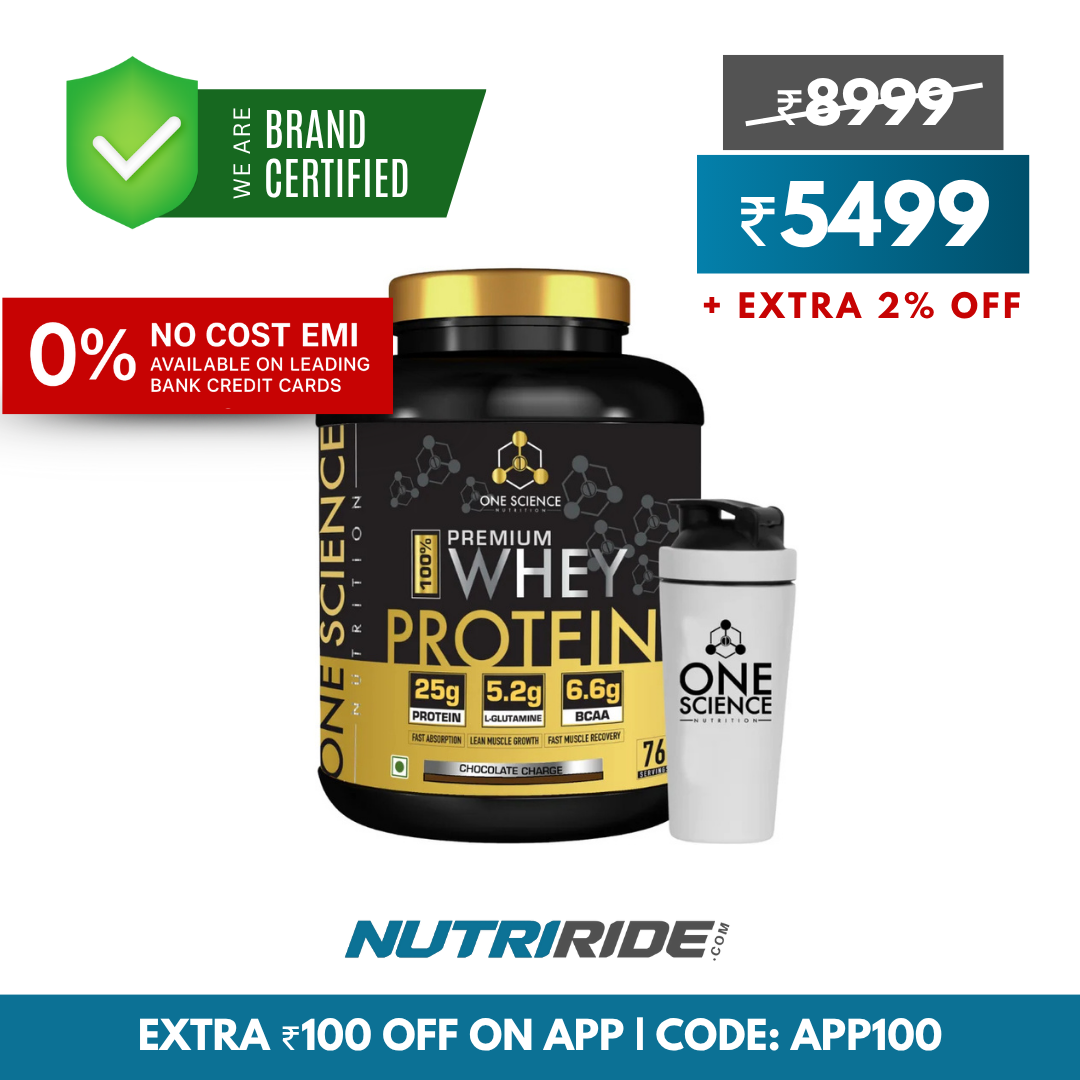 WE ARE
BRAND
CERTIFIED
₹8999
₹5499
+ EXTRA 2% OFF
0%
NO COST EMI
AVAILABLE ON LEADING
BANK CREDIT CARDS
ONE SCIENCE
NUTRITION
ONE SCIENCE
NUTRITION
100%
PREMIUM
WHEY
PROTEIN
25g
PROTEIN
5.2g
L-GLUTAMINE
6.6g
BCAA
FAST ABSORPTION
LEAN MUSCLE GROWTH
FAST MUSCLE RECOVERY
CHOCOLATE CHARGE
76
SERVINGS
ONE
SCIENCE
NUTRITION
NUTRIRIDE.COM
EXTRA ₹100 OFF ON APP | CODE: APP100